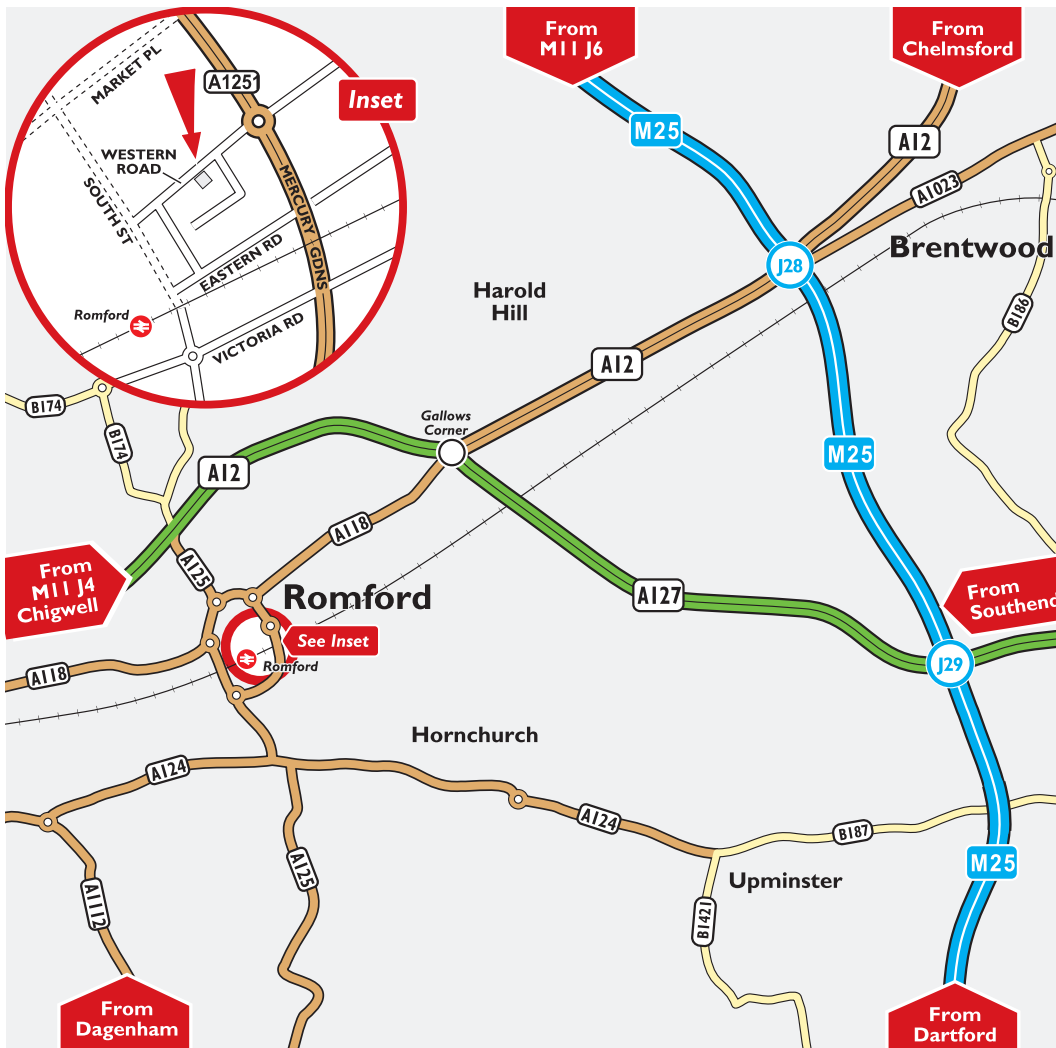 From
M11 J6
From
Chelmsford
MARKET PL
A1251
Inset
M25
A12
WESTERN
ROAD
A1023
SOUTH ST
MERCURY GDNS
EASTERN RD
Brentwood
J28
Harold
Hill
Romford
B186
VICTORIA RD
A12
B174
Gallows
Corner
B174
M25
A12
A118
From
M11 J4
Chigwell
A125
Romford
A127
From
Southend
See Inset
Romford
J29
A118
Hornchurch
A124
A124
B187
M25
A125
Upminster
A1112
B1421
From
Dagenham
From
Dartford